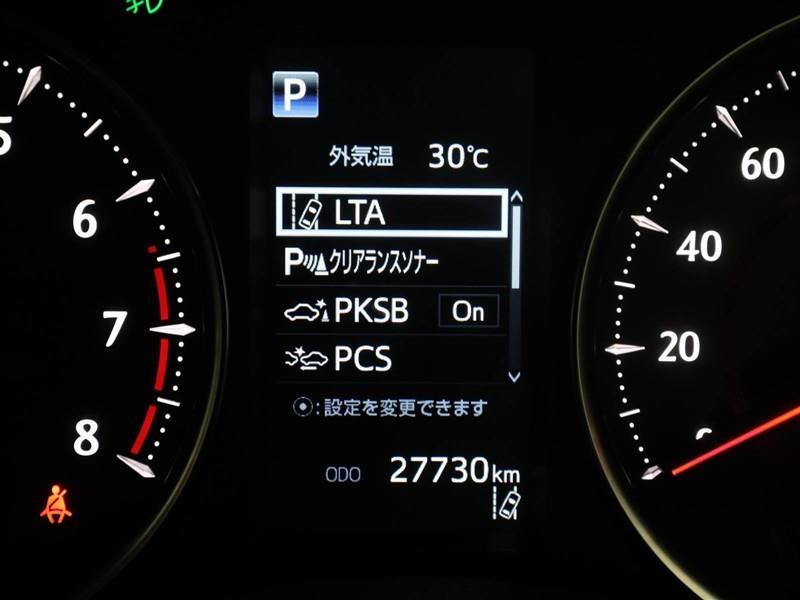 P
外気温 30℃
LTA
Pクリアランスソナー
PKSB On
PCS
:設定を変更できます
ODO 27730km
5
6
7
8
60
40
20